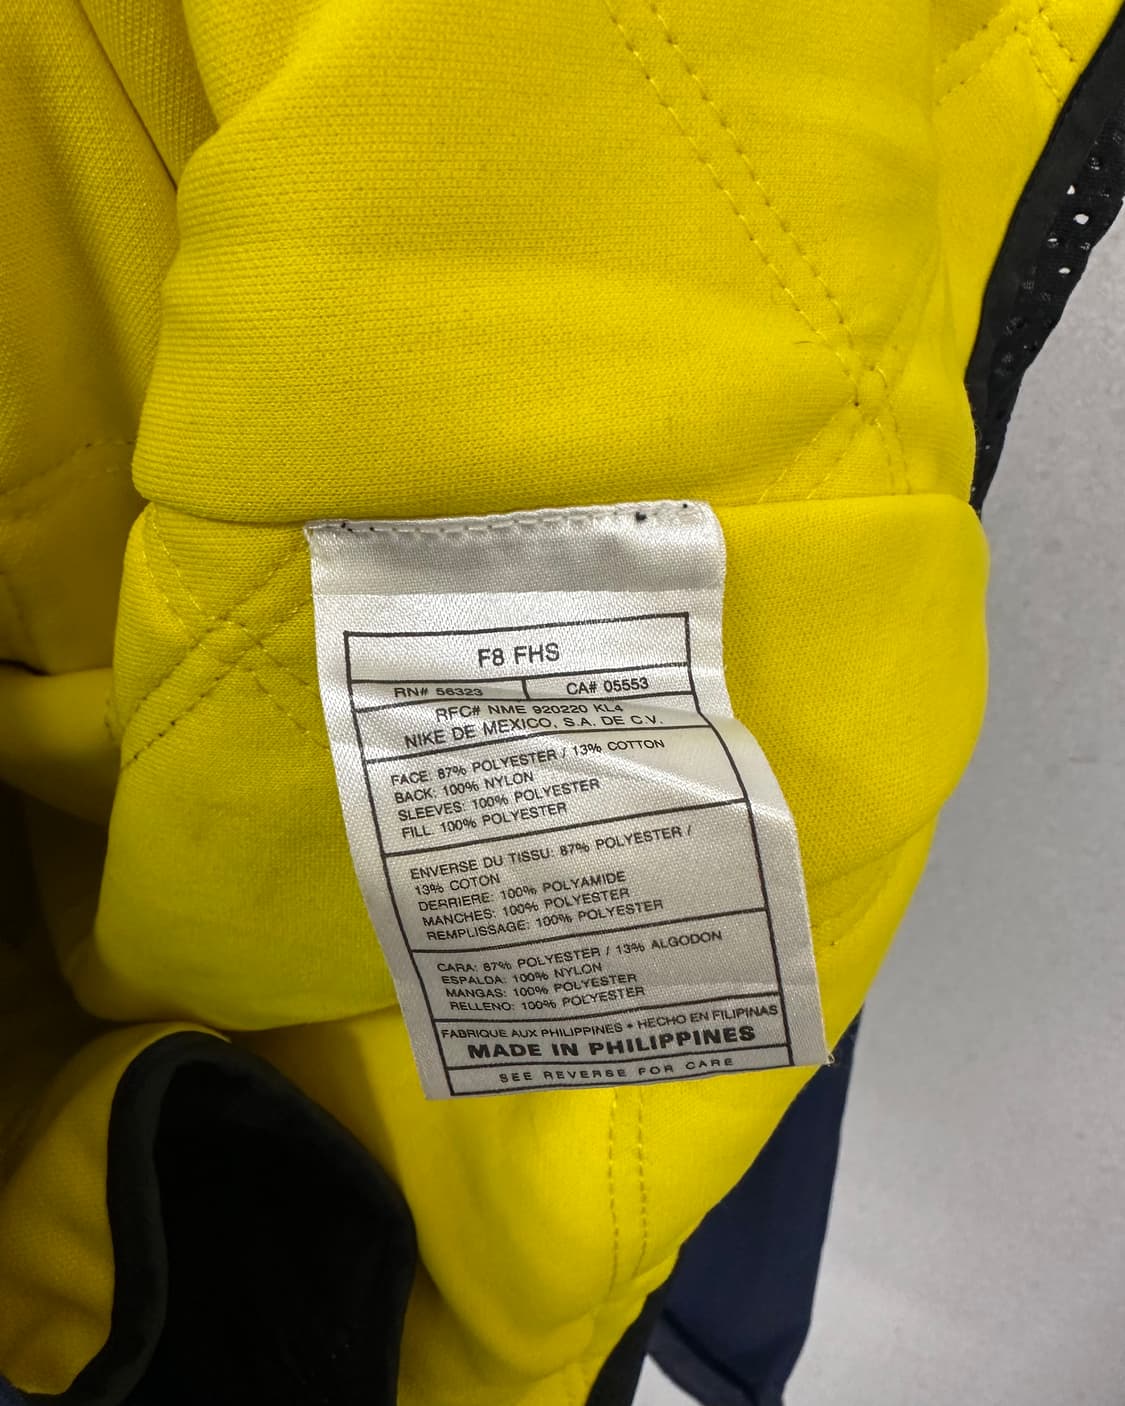 F8 FHS
RN# 56323 CA# 05553
RFC# NME 920220 KL4
NIKE DE MEXICO, S.A. DE C.V.
FACE: 87% POLYESTER / 13% COTTON
BACK: 100% NYLON
SLEEVES: 100% POLYESTER
FILL: 100% POLYESTER
ENVERSE DU TISSU: 87% POLYESTER /
13% COTON
DERRIERE: 100% POLYAMIDE
MANCHES: 100% POLYESTER
REMPLISSAGE: 100% POLYESTER
CARA: 87% POLYESTER / 13% ALGODON
ESPALDA: 100% NYLON
MANGAS: 100% POLYESTER
RELLENO: 100% POLYESTER
FABRIQUE AUX PHILIPPINES • HECHO EN FILIPINAS
MADE IN PHILIPPINES
SEE REVERSE FOR CARE